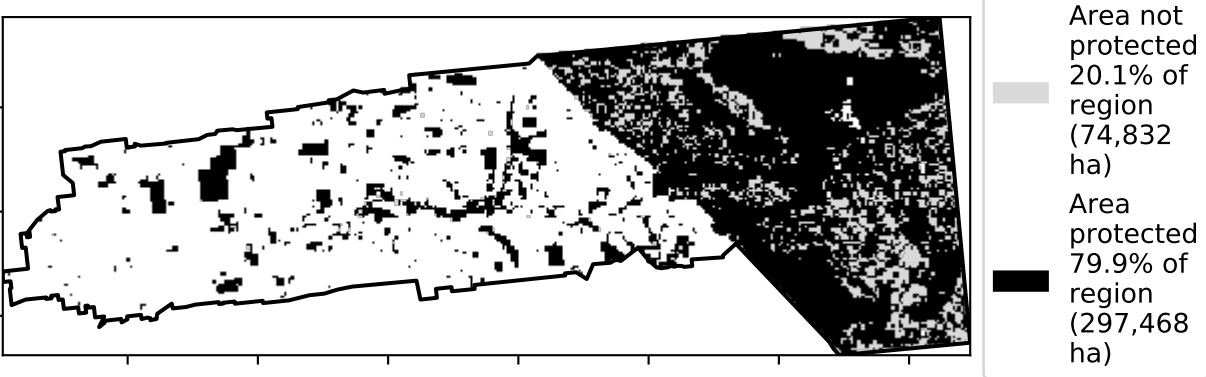 Area not
protected
20.1% of
region
(74,832
ha)
Area
protected
79.9% of
region
(297,468
ha)